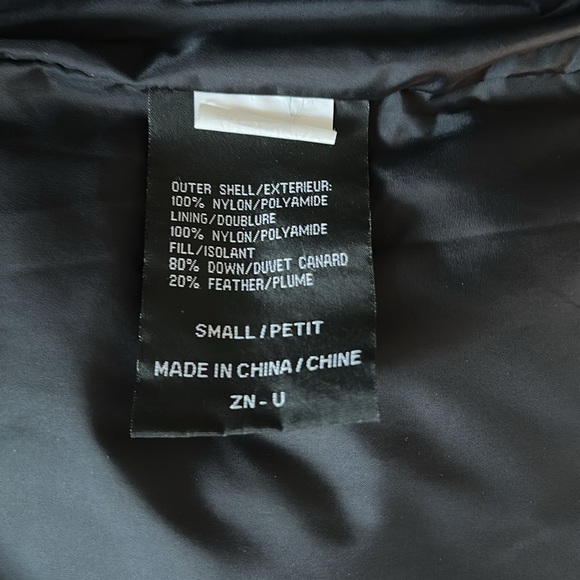 OUTER SHELL/EXTERIEUR:
100% NYLON/POLYAMIDE
LINING/DOUBLURE
100% NYLON/POLYAMIDE
FILL/ISOLANT
80% DOWN/DUVET CANARD
20% FEATHER/PLUME
SMALL/PETIT
MADE IN CHINA/CHINE
ZN-U